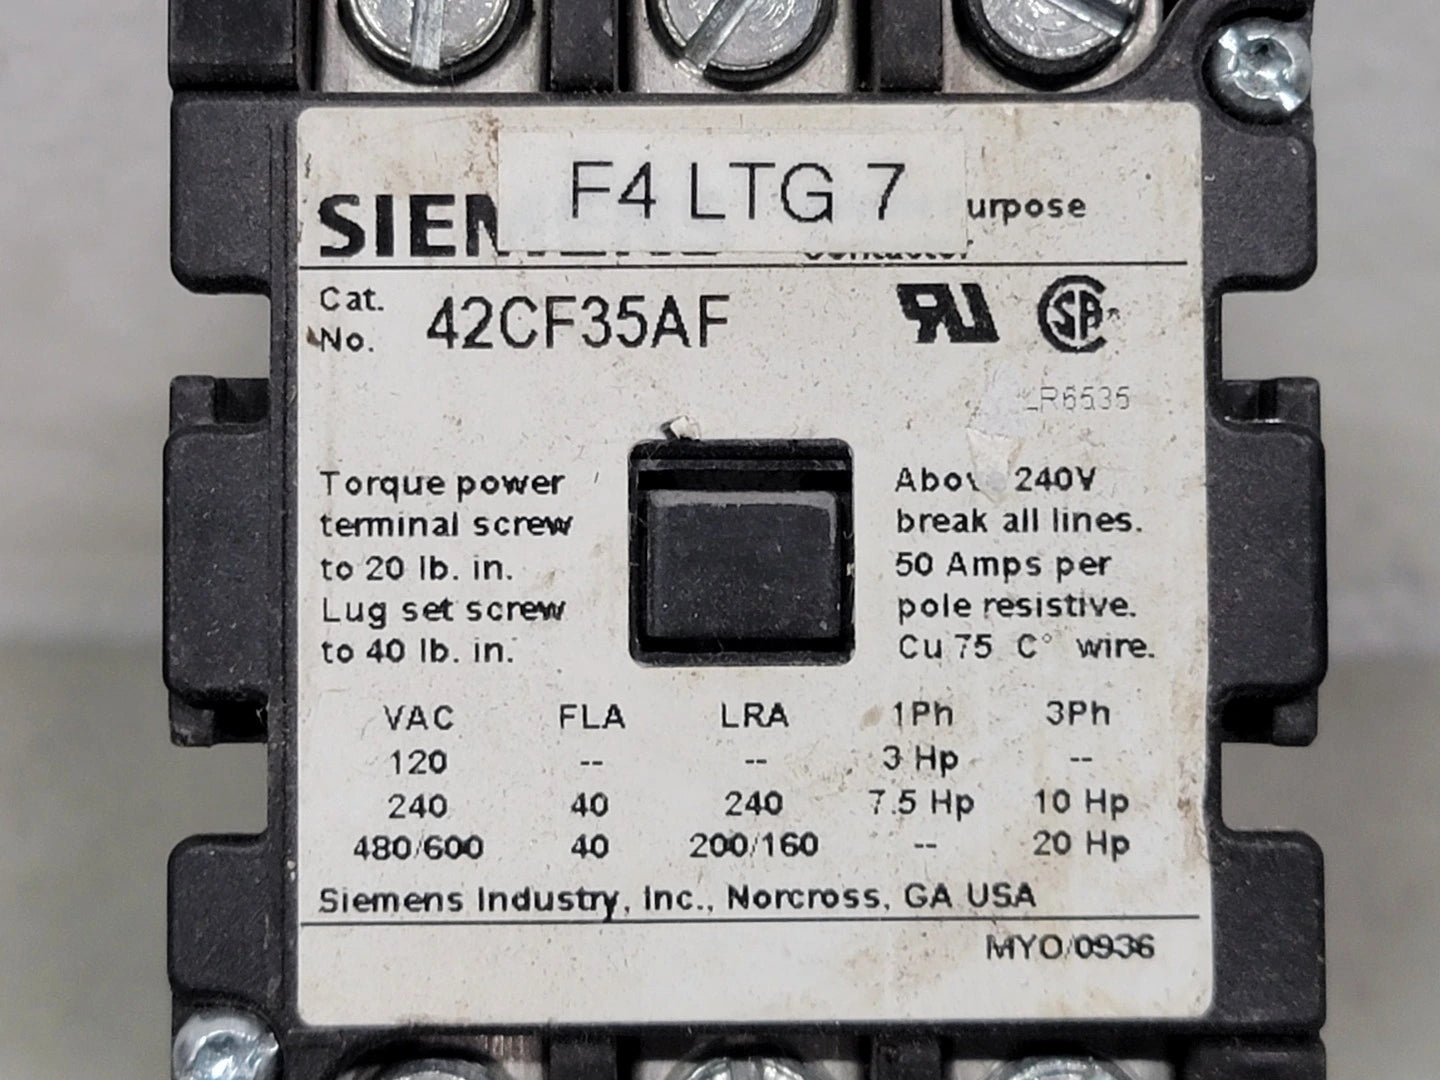 F4 LTG 7
urpose
Cat.
No. 42CF35AF
LR6535
Torque power
terminal screw
to 20 lb. in.
Lug set screw
to 40 lb. in.
240V
break all lines.
50 Amps per
pole resistive.
Cu 75 C° wire.
VAC FLA LRA 1Ph 3Ph
120 -- -- 3 Hp --
240 40 240 7.5 Hp 10 Hp
480/600 40 200/160 -- 20 Hp
Siemens Industry, Inc., Norcross, GA USA
MYO/0936